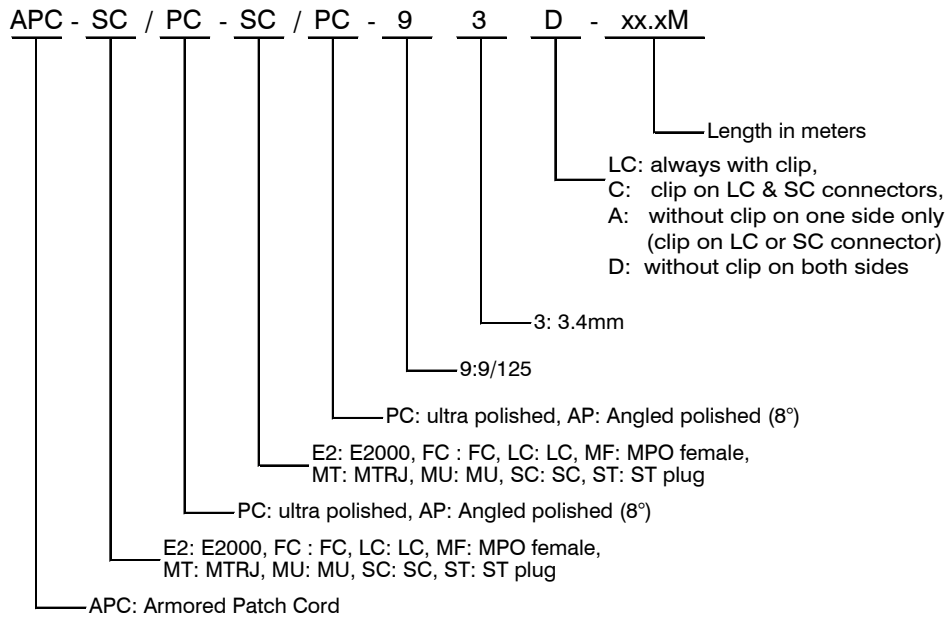 APC - SC / PC - SC / PC - 9 3 D - xx.xM
Length in meters
LC: always with clip,
C: clip on LC & SC connectors,
A: without clip on one side only
(clip on LC or SC connector)
D: without clip on both sides
3: 3.4mm
9:9/125
PC: ultra polished, AP: Angled polished (8°)
E2: E2000, FC : FC, LC: LC, MF: MPO female,
MT: MTRJ, MU: MU, SC: SC, ST: ST plug
PC: ultra polished, AP: Angled polished (8°)
E2: E2000, FC : FC, LC: LC, MF: MPO female,
MT: MTRJ, MU: MU, SC: SC, ST: ST plug
APC: Armored Patch Cord